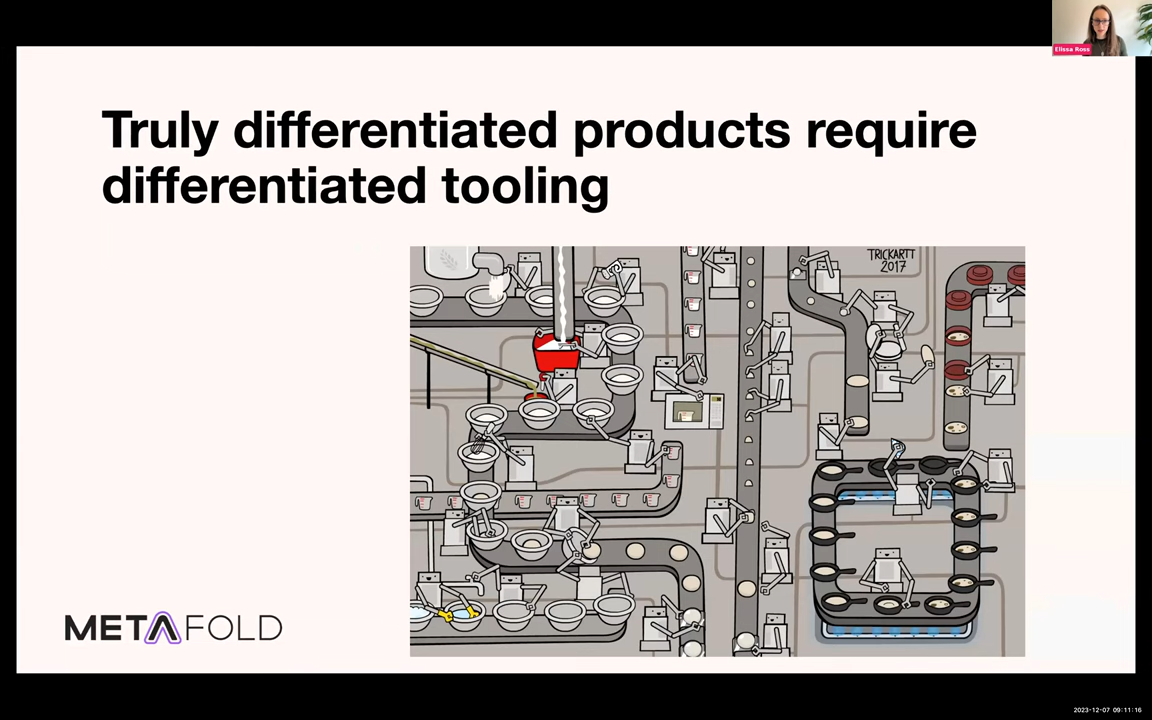 Elissa Ross
Truly differentiated products require
differentiated tooling
TRICKARTT
2017
METAFOLD
2023-12-07 09:11:16